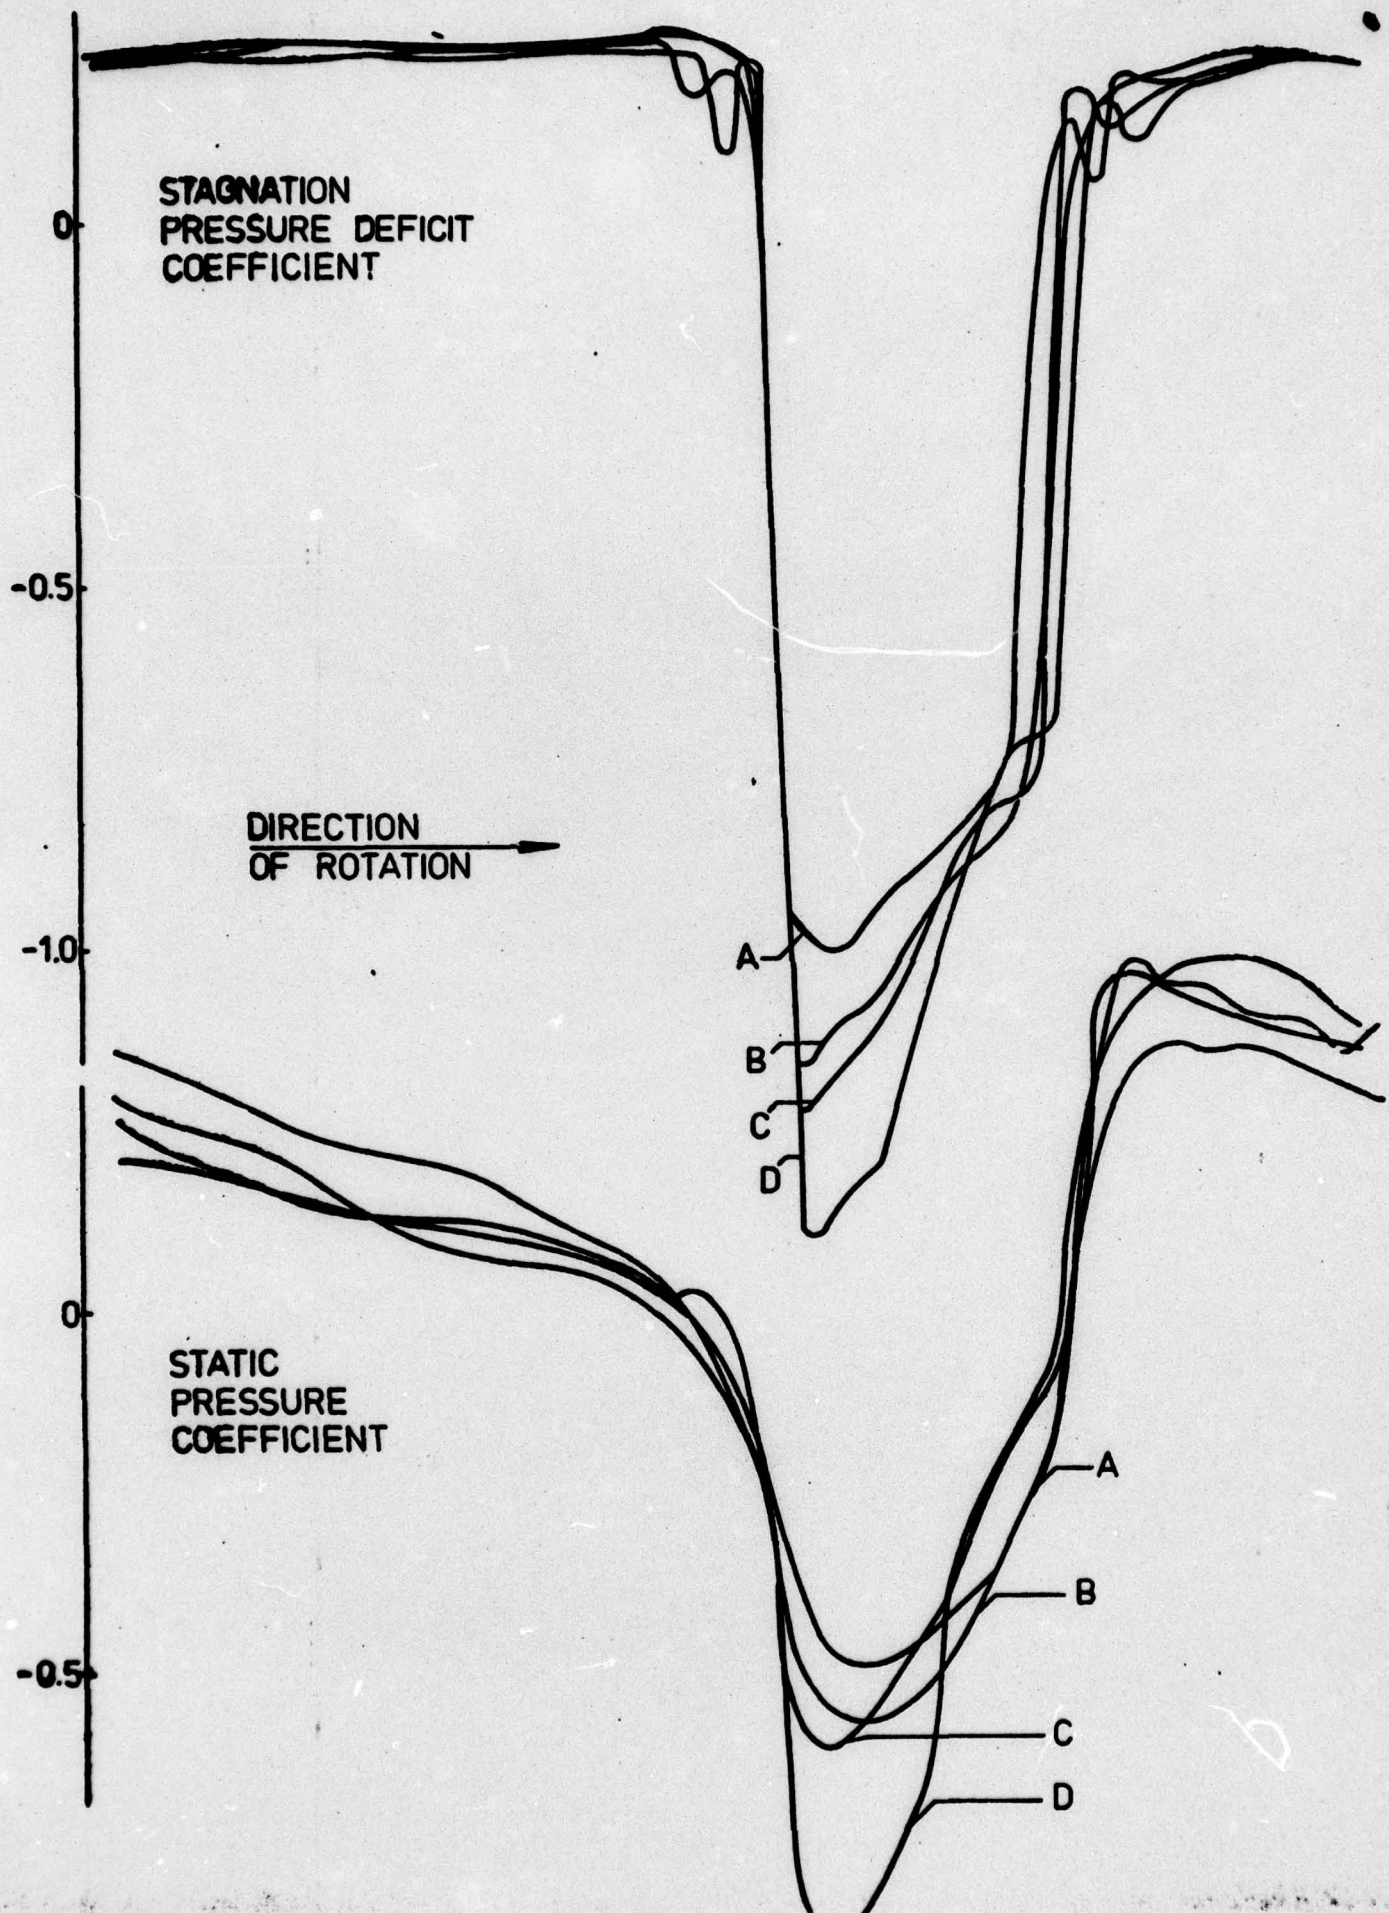 STAGNATION
PRESSURE DEFICIT
COEFFICIENT
0
-0.5
DIRECTION
OF ROTATION
-1.0
A
B
C
D
0
STATIC
PRESSURE
COEFFICIENT
A
B
-0.5
C
D